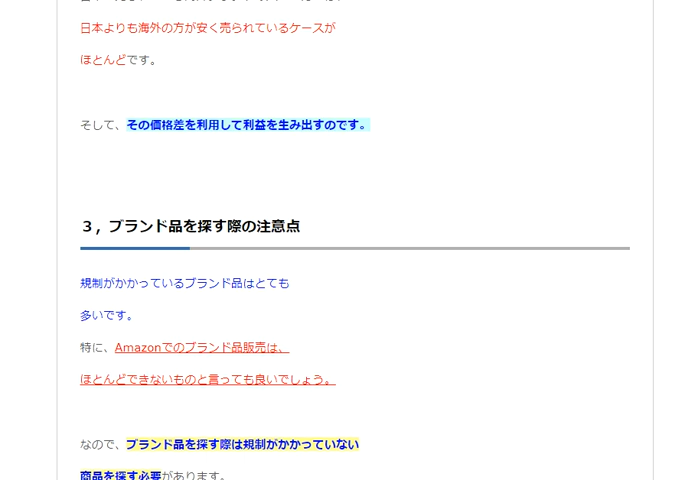 日本よりも海外の方が安く売られているケースが
ほとんどです。
そして、その価格差を利用して利益を生み出すのです。
３，ブランド品を探す際の注意点
規制がかかっているブランド品はとても
多いです。
特に、Amazonでのブランド品販売は、
ほとんどできないものと言っても良いでしょう。
なので、ブランド品を探す際は規制がかかっていない
商品を探す必要があります。